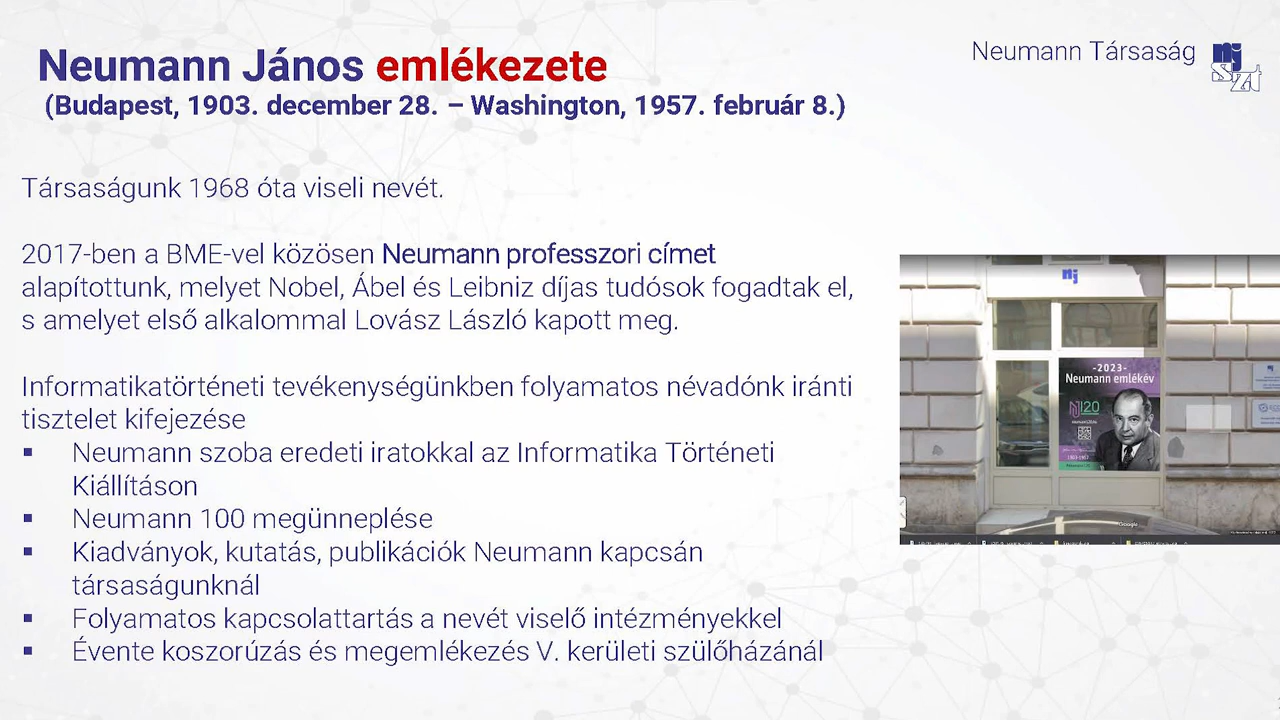 Neumann János emlékezete
(Budapest, 1903. december 28. – Washington, 1957. február 8.)
Neumann Társaság
njszt
Társaságunk 1968 óta viseli nevét.
2017-ben a BME-vel közösen Neumann professzori címet
alapítottunk, melyet Nobel, Ábel és Leibniz díjas tudósok fogadtak el,
s amelyet első alkalommal Lovász László kapott meg.
Informatikatörténeti tevékenységünkben folyamatos névadónk iránti
tisztelet kifejezése
▪ Neumann szoba eredeti iratokkal az Informatika Történeti
Kiállításon
▪ Neumann 100 megünneplése
▪ Kiadványok, kutatás, publikációk Neumann kapcsán
társaságunknál
▪ Folyamatos kapcsolattartás a nevét viselő intézményekkel
▪ Évente koszorúzás és megemlékezés V. kerületi szülőházánál
nj
-2023-
Neumann emlékév
N120
Google